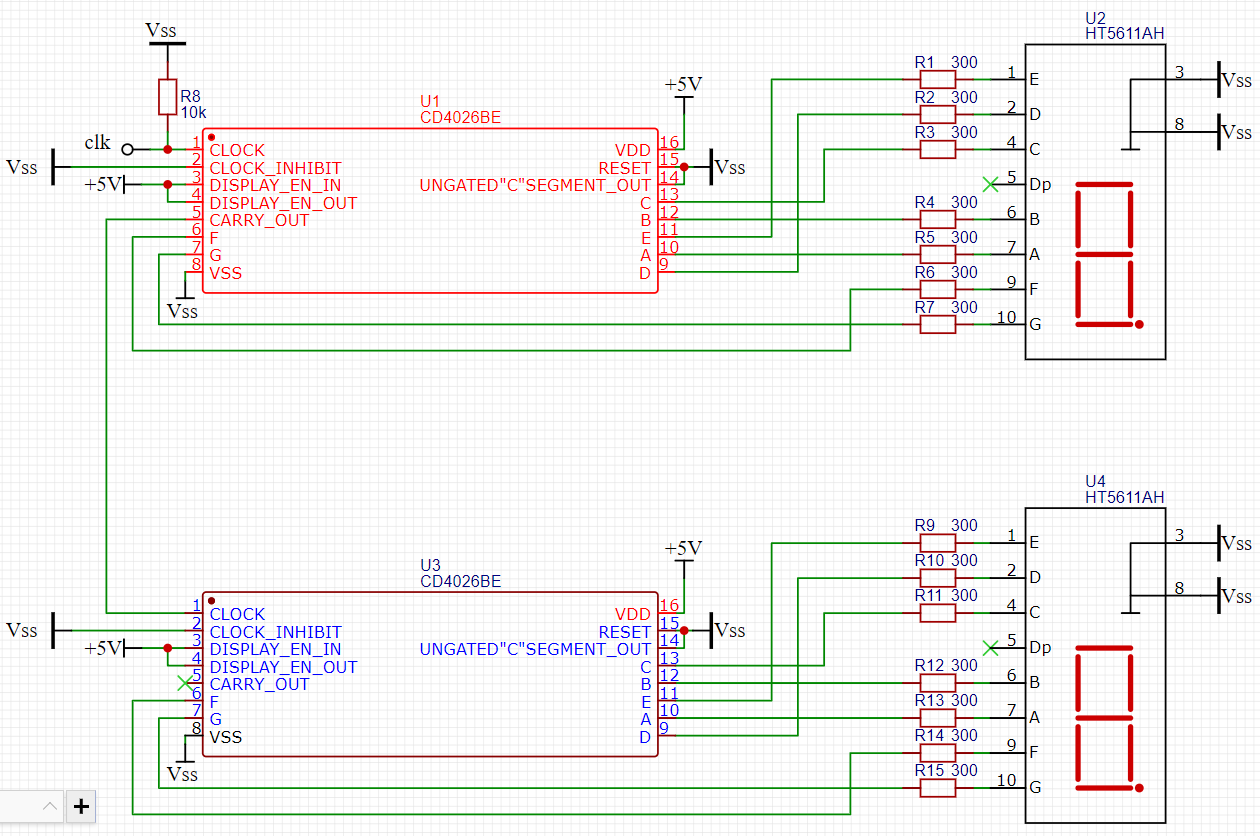 Vss
R8
10k
clk
Vss
+5V
U1
CD4026BE
1 CLOCK
2 CLOCK_INHIBIT
3 DISPLAY_EN_IN
4 DISPLAY_EN_OUT
5 CARRY_OUT
6 F
7 G
8 VSS
Vss
+5V
VDD 16
RESET 15
UNGATED"C"SEGMENT_OUT 14
C 13
B 12
E 11
A 10
D 9
Vss
R1 300
R2 300
R3 300
R4 300
R5 300
R6 300
R7 300
U2
HT5611AH
1 E
2 D
4 C
5 Dp
6 B
7 A
9 F
10 G
3 Vss
8 Vss
Vss
+5V
U3
CD4026BE
1 CLOCK
2 CLOCK_INHIBIT
3 DISPLAY_EN_IN
4 DISPLAY_EN_OUT
5 CARRY_OUT
6 F
7 G
8 VSS
Vss
+5V
VDD 16
RESET 15
UNGATED"C"SEGMENT_OUT 14
C 13
B 12
E 11
A 10
D 9
Vss
R9 300
R10 300
R11 300
R12 300
R13 300
R14 300
R15 300
U4
HT5611AH
1 E
2 D
4 C
5 Dp
6 B
7 A
9 F
10 G
3 Vss
8 Vss